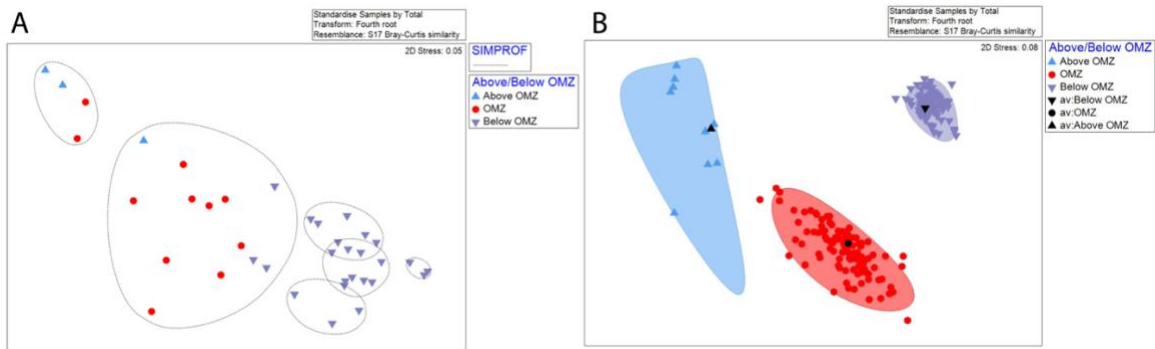 A
Standardise Samples by Total
Transform: Fourth root
Resemblance: S17 Bray-Curtis similarity
2D Stress: 0.05
SIMPROF
Above/Below OMZ
Above OMZ
OMZ
Below OMZ
B
Standardise Samples by Total
Transform: Fourth root
Resemblance: S17 Bray-Curtis similarity
2D Stress: 0.08
Above/Below OMZ
Above OMZ
OMZ
Below OMZ
av:Below OMZ
av:OMZ
av:Above OMZ